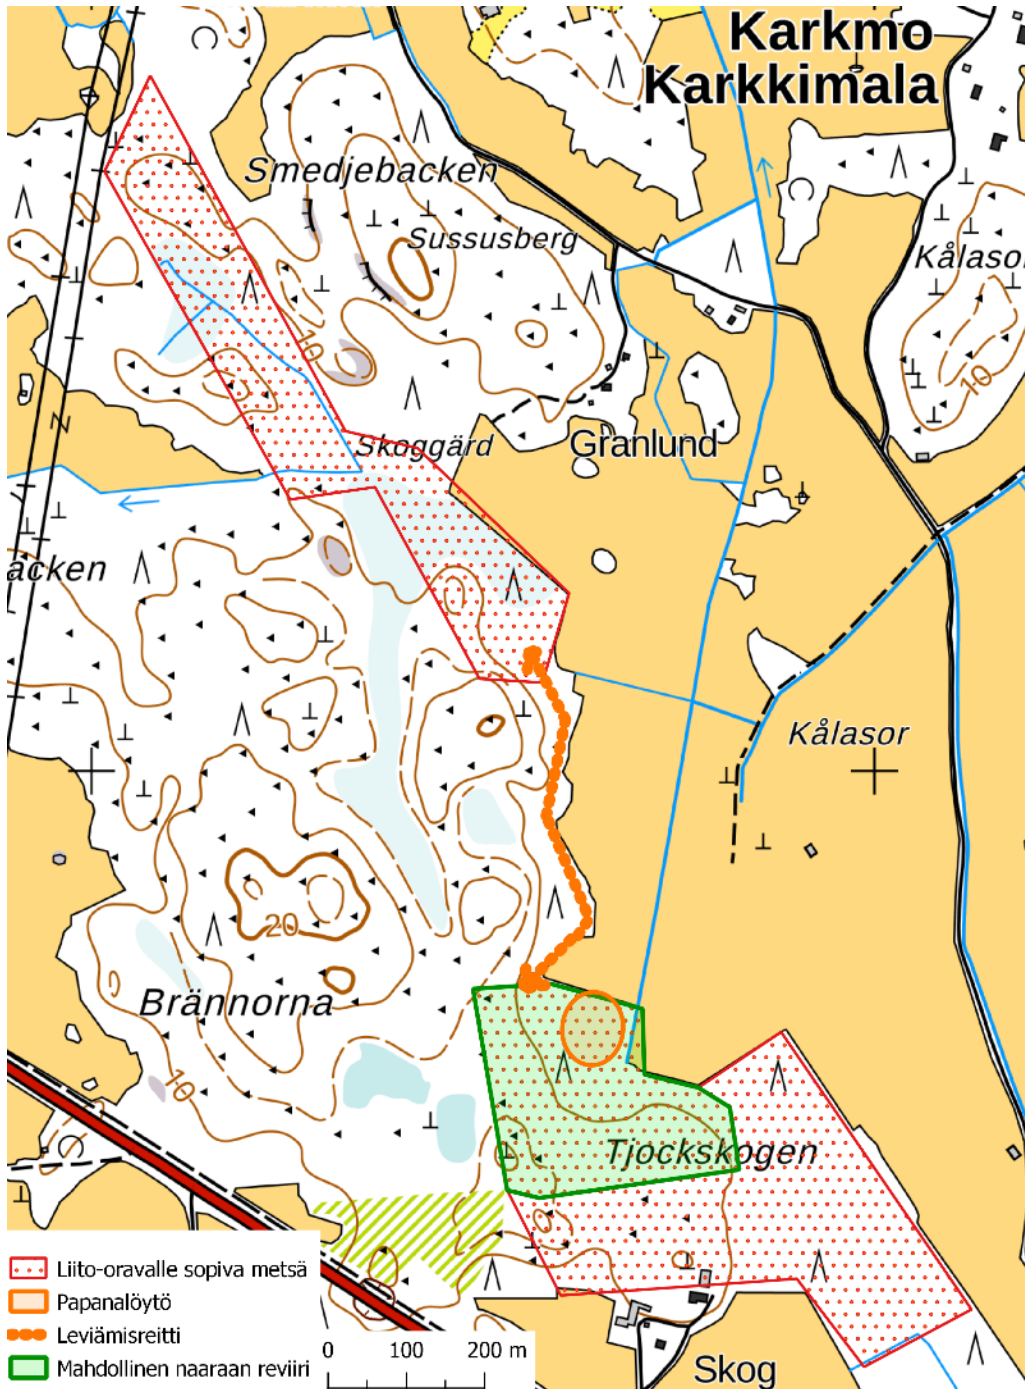 Karkmo
Karkkimala
Smedjebacken
Sussusberg
Kålasor
10
10
Skoggärd
Granlund
acken
Kålasor
20
Brännorna
10
Tjockskogen
Liito-oravalle sopiva metsä
Papanalöytö
Leviämisreitti
Mahdollinen naaraan reviiri
0 100 200 m
Skog